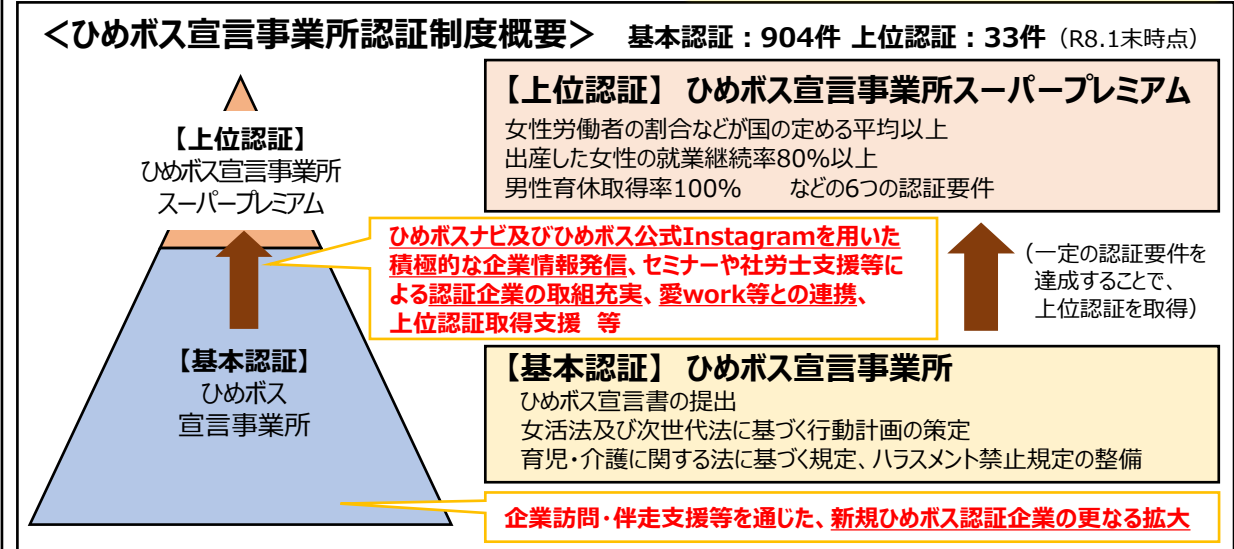 ＜ひめボス宣言事業所認証制度概要＞ 基本認証：904件 上位認証：33件（R8.1末時点）
【上位認証】
ひめボス宣言事業所
スーパープレミアム
【上位認証】 ひめボス宣言事業所スーパープレミアム
女性労働者の割合などが国の定める平均以上
出産した女性の就業継続率80%以上
男性育休取得率100%　　などの6つの認証要件
ひめボスナビ及びひめボス公式Instagramを用いた
積極的な企業情報発信、セミナーや社労士支援等に
よる認証企業の取組充実、愛work等との連携、
上位認証取得支援 等
（一定の認証要件を
達成することで、
上位認証を取得）
【基本認証】
ひめボス
宣言事業所
【基本認証】 ひめボス宣言事業所
ひめボス宣言書の提出
女活法及び次世代法に基づく行動計画の策定
育児・介護に関する法に基づく規定、ハラスメント禁止規定の整備
企業訪問・伴走支援等を通じた、新規ひめボス認証企業の更なる拡大